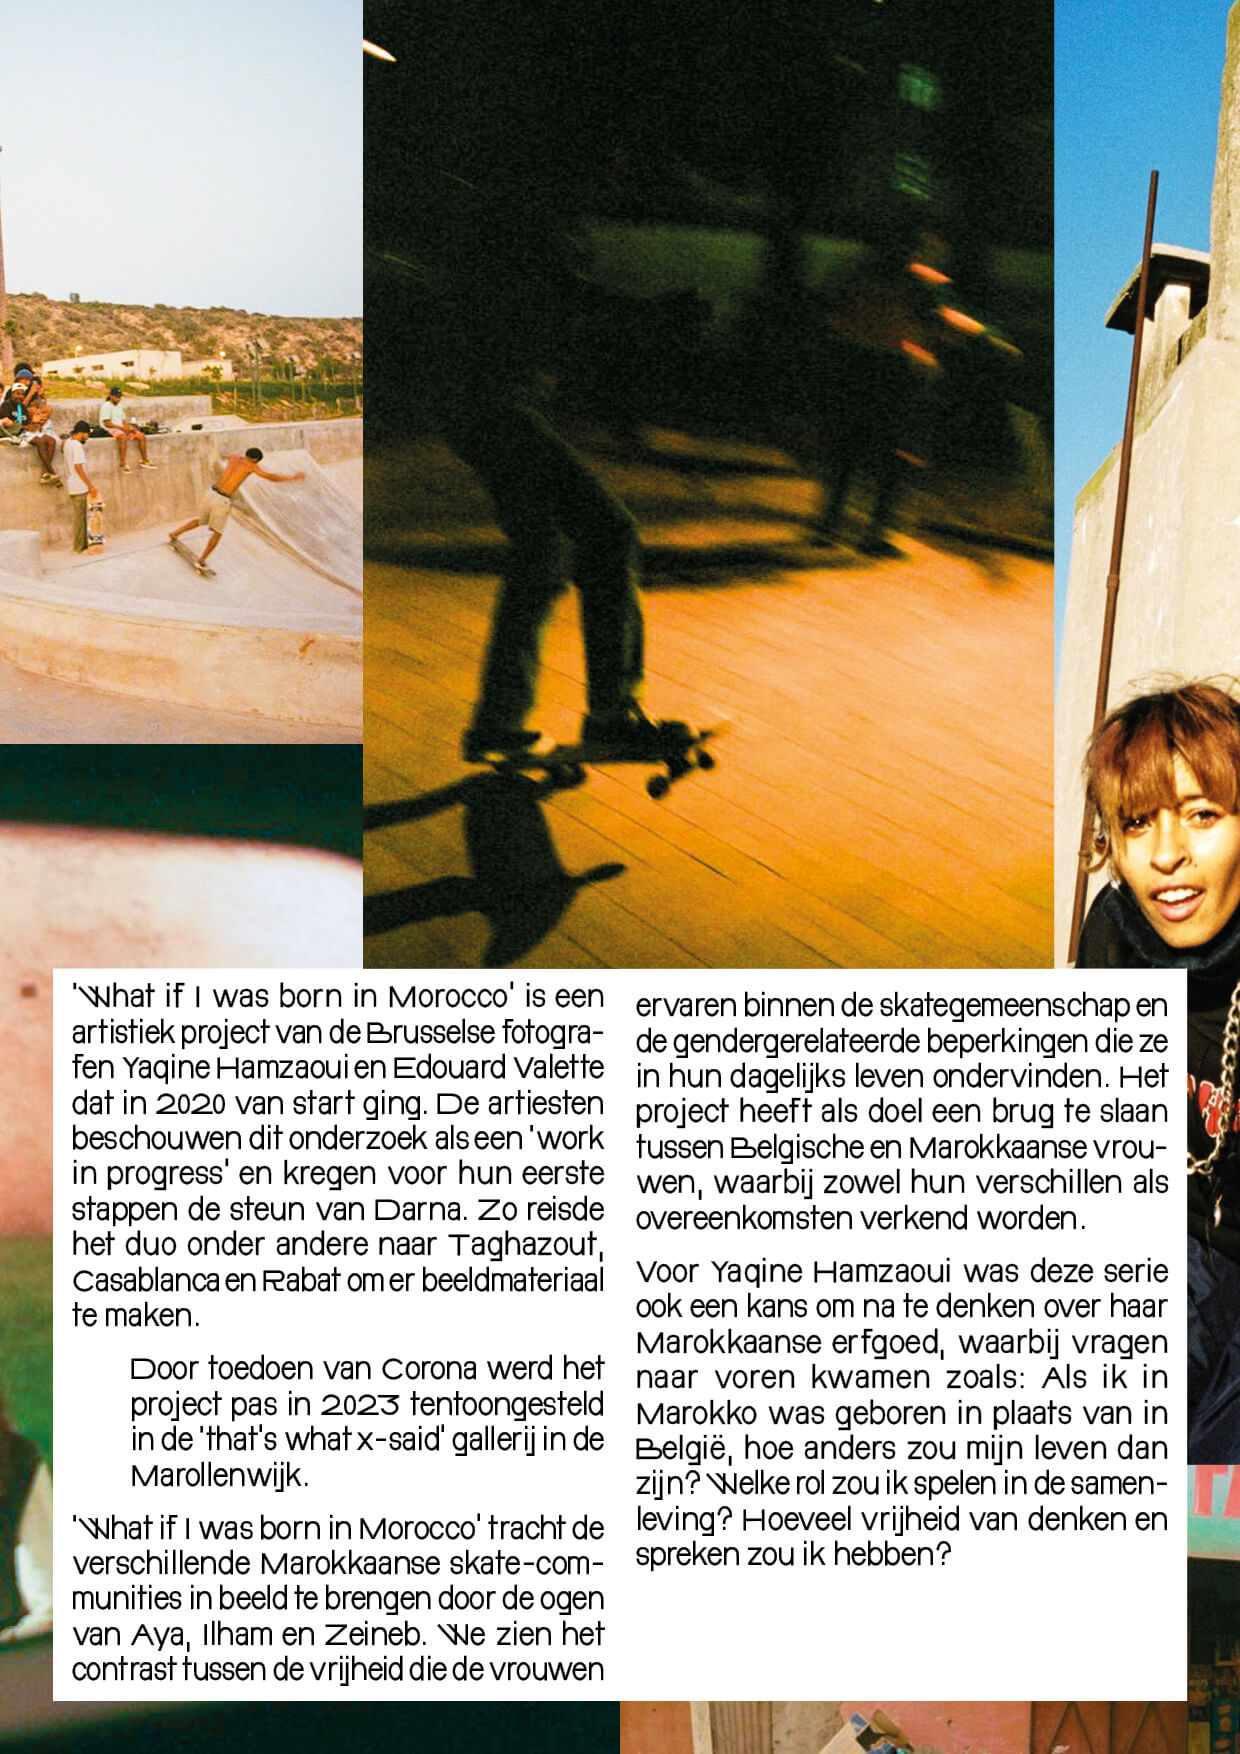 'What if I was born in Morocco' is een
artistiek project van de Brusselse fotogra-
fen Yaqine Hamzaoui en Edouard Valette
dat in 2020 van start ging. De artiesten
beschouwen dit onderzoek als een 'work
in progress' en kregen voor hun eerste
stappen de steun van Darna. Zo reisde
het duo onder andere naar Taghazout,
Casablanca en Rabat om er beeldmateriaal
te maken.
Door toedoen van Corona werd het
project pas in 2023 tentoongesteld
in de 'that's what x-said' gallerij in de
Marollenwijk.
'What if I was born in Morocco' tracht de
verschillende Marokkaanse skate-com-
munities in beeld te brengen door de ogen
van Aya, Ilham en Zeineb. We zien het
contrast tussen de vrijheid die de vrouwen
ervaren binnen de skategemeenschap en
de gendergerelateerde beperkingen die ze
in hun dagelijks leven ondervinden. Het
project heeft als doel een brug te slaan
tussen Belgische en Marokkaanse vrou-
wen, waarbij zowel hun verschillen als
overeenkomsten verkend worden.
Voor Yaqine Hamzaoui was deze serie
ook een kans om na te denken over haar
Marokkaanse erfgoed, waarbij vragen
naar voren kwamen zoals: Als ik in
Marokko was geboren in plaats van in
België, hoe anders zou mijn leven dan
zijn? Welke rol zou ik spelen in de samen-
leving? Hoeveel vrijheid van denken en
spreken zou ik hebben?